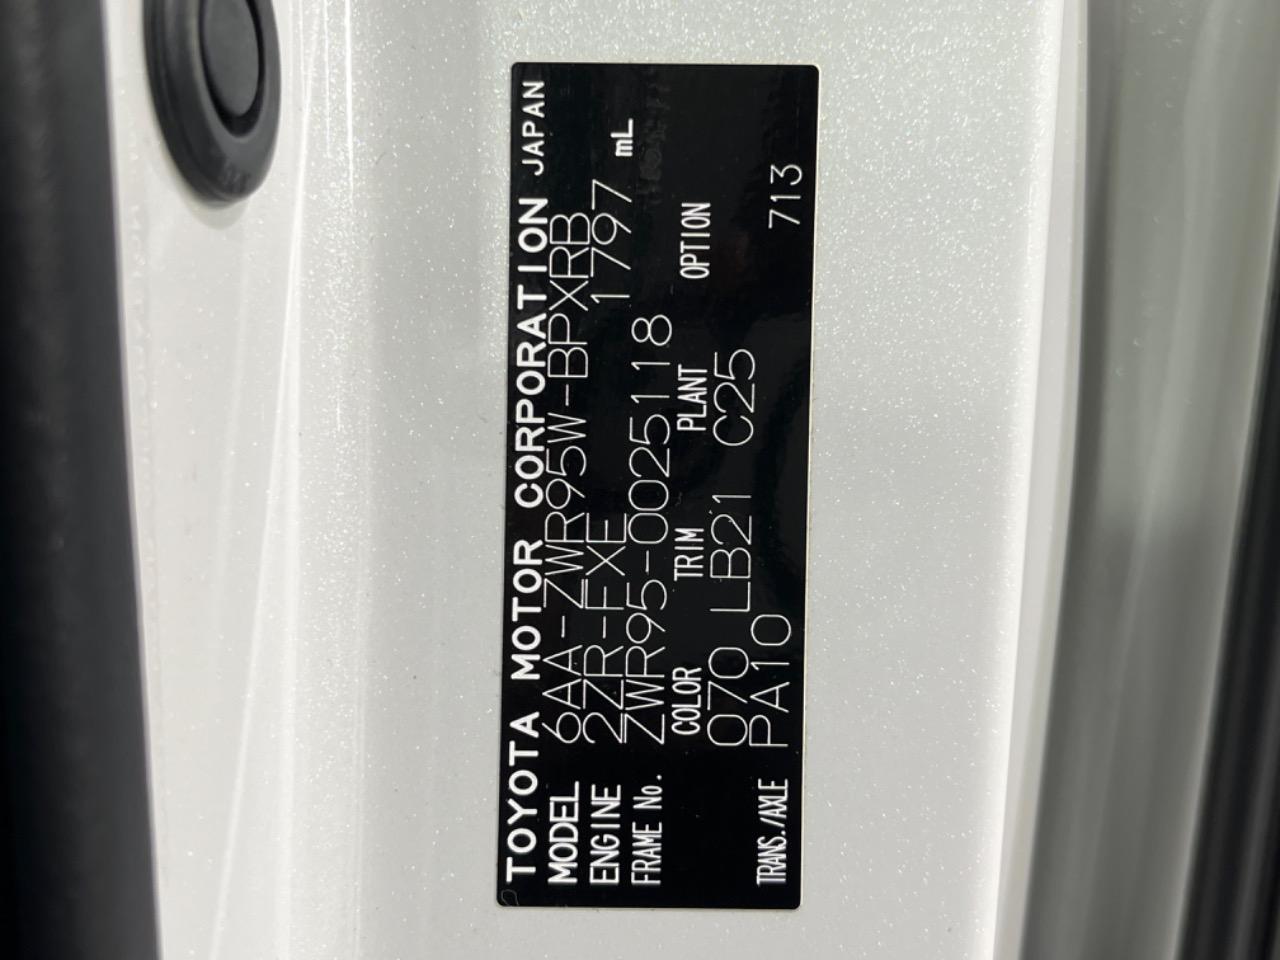 TOYOTA MOTOR CORPORATION JAPAN
MODEL 6AA-ZWR95W-BPXRB
ENGINE 2ZR-FXE 1797 mL
FRAME No. ZWR95-0025118
COLOR TRIM PLANT OPTION
070 LB21 C25
TRANS./AXLE PA10 713